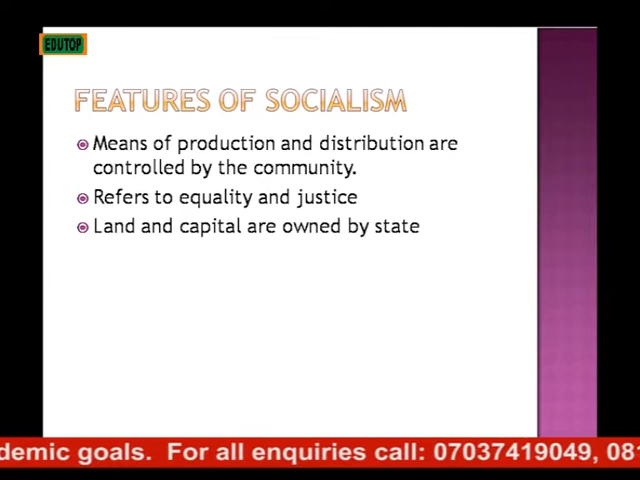 EDUTOP
FEATURES OF SOCIALISM
Means of production and distribution are
controlled by the community.
Refers to equality and justice
Land and capital are owned by state
demic goals. For all enquiries call: 07037419049, 081